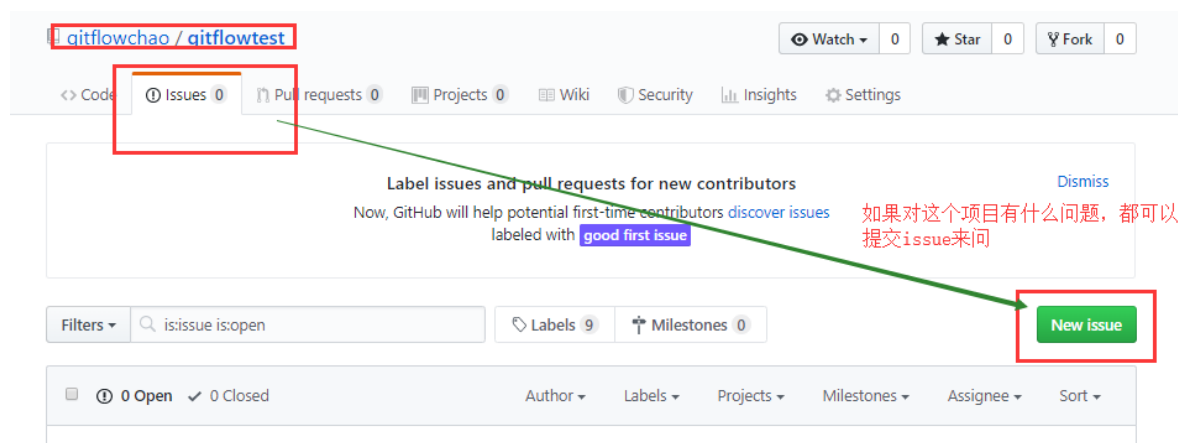 gitflowchao / gitflowtest
Watch 0 Star 0 Fork 0
Code Issues 0 Pull requests 0 Projects 0 Wiki Security Insights Settings
Label issues and pull requests for new contributors
Dismiss
Now, GitHub will help potential first-time contributors discover issues
labeled with good first issue
如果对这个项目有什么问题，都可以
提交issue来问
Filters is:issue is:open Labels 9 Milestones 0 New issue
0 Open 0 Closed Author Labels Projects Milestones Assignee Sort